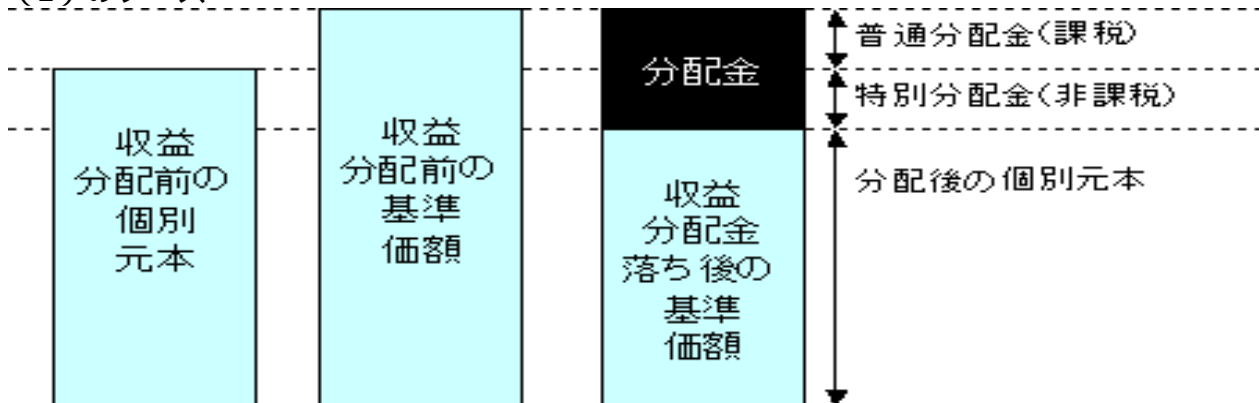 収益
分配前の
個別
元本
収益
分配前の
基準
価額
分配金
収益
分配金
落ち後の
基準
価額
普通分配金(課税)
特別分配金(非課税)
分配後の個別元本